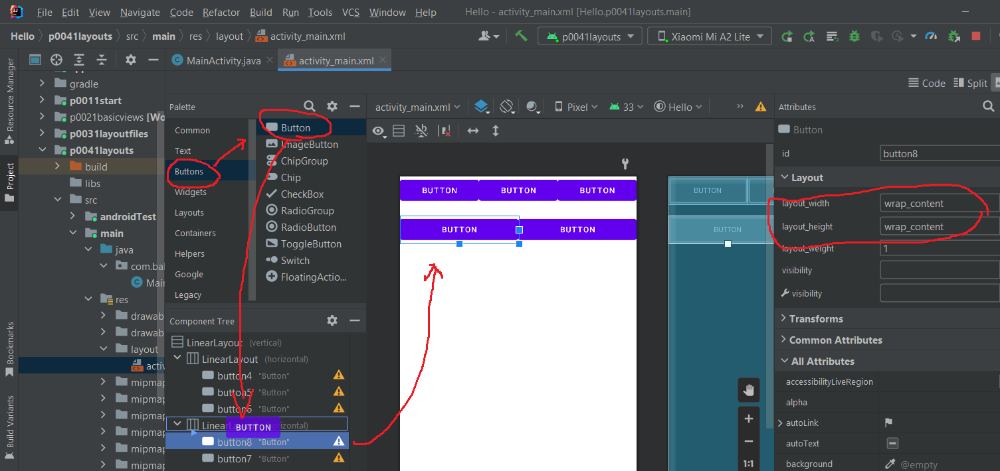 File Edit View Navigate Code Refactor Build Run Tools VCS Window Help Hello - activity_main.xml [Hello.p0041layouts.main]
Hello p0041layouts src main res layout activity_main.xml p0041layouts Xiaomi Mi A2 Lite
Resource Manager
Project
Bookmarks
Build Variants
MainActivity.java activity_main.xml
Code Split
gradle
p0011start
p0021basicviews [Wo
p0031layoutfiles
p0041layouts
build
libs
src
androidTest
main
java
com.bal
Mai
res
drawab
drawab
layout
activ
mipmap
mipmap
mipmap
mipmap
mipmap
mipmap
Palette
Common
Text
Buttons
Widgets
Layouts
Containers
Helpers
Google
Legacy
Button
ImageButton
ChipGroup
Chip
CheckBox
RadioGroup
RadioButton
ToggleButton
Switch
FloatingActio...
Component Tree
LinearLayout (vertical)
LinearLayout (horizontal)
button4 "Button"
button5 "Button"
button6 "Button"
LinearLayout (horizontal)
BUTTON
button8 "Button"
button7 "Button"
activity_main.xml Pixel 33 Hello
BUTTON BUTTON BUTTON
BUTTON BUTTON
BUTTON
BUTTON
1:1
Attributes
Button
id button8
Layout
layout_width wrap_content
layout_height wrap_content
layout_weight 1
visibility
visibility
Transforms
Common Attributes
All Attributes
accessibilityLiveRegion
alpha
autoLink
autoText
background @empty